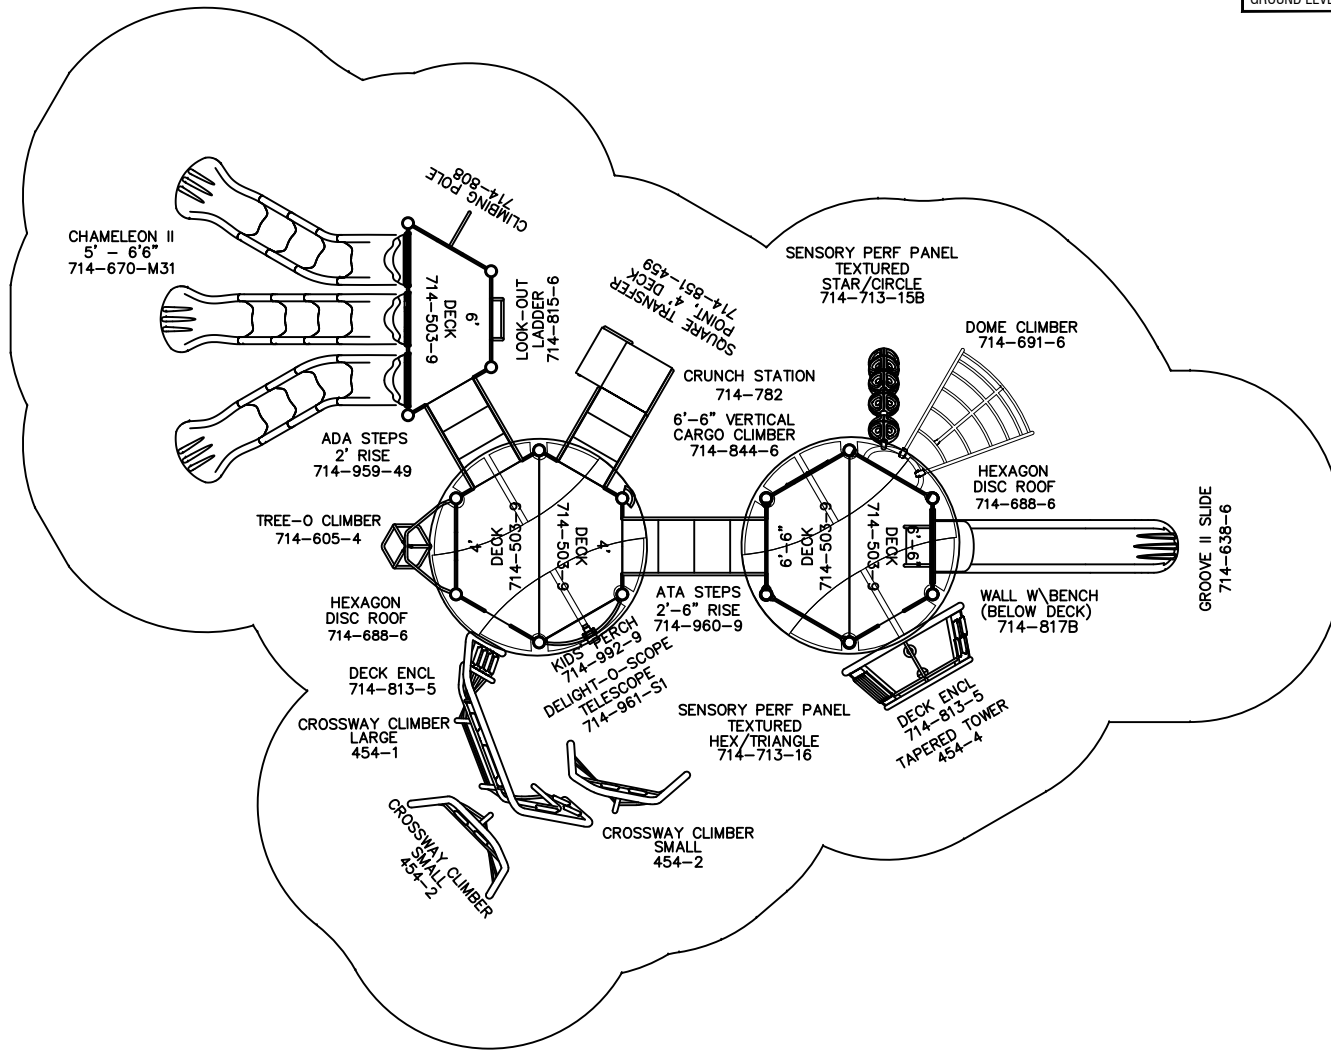 GROUND LEVE
CLIMBING POLE
714-808
CHAMELEON II
5' - 6'6"
714-670-M31
6'
DECK
714-503-9
LOOK-OUT
LADDER
714-815-6
SQUARE TRANSFER
POINT, 4' DECK
714-851-459
SENSORY PERF PANEL
TEXTURED
STAR/CIRCLE
714-713-15B
DOME CLIMBER
714-691-6
CRUNCH STATION
714-782
6'-6" VERTICAL
CARGO CLIMBER
714-844-6
ADA STEPS
2' RISE
714-959-49
HEXAGON
DISC ROOF
714-688-6
TREE-O CLIMBER
714-605-4
4'
DECK
714-503-9
4'
DECK
714-503-9
6'-6"
DECK
714-503-9
6'-6"
DECK
714-503-9
GROOVE II SLIDE
714-638-6
HEXAGON
DISC ROOF
714-688-6
ATA STEPS
2'-6" RISE
714-960-9
WALL W\BENCH
(BELOW DECK)
714-817B
KIDS' PERCH
714-992-9
DELIGHT-O-SCOPE
TELESCOPE
714-961-S1
DECK ENCL
714-813-5
CROSSWAY CLIMBER
LARGE
454-1
SENSORY PERF PANEL
TEXTURED
HEX/TRIANGLE
714-713-16
DECK ENCL
714-813-5
TAPERED TOWER
454-4
CROSSWAY CLIMBER
SMALL
454-2
CROSSWAY CLIMBER
SMALL
454-2